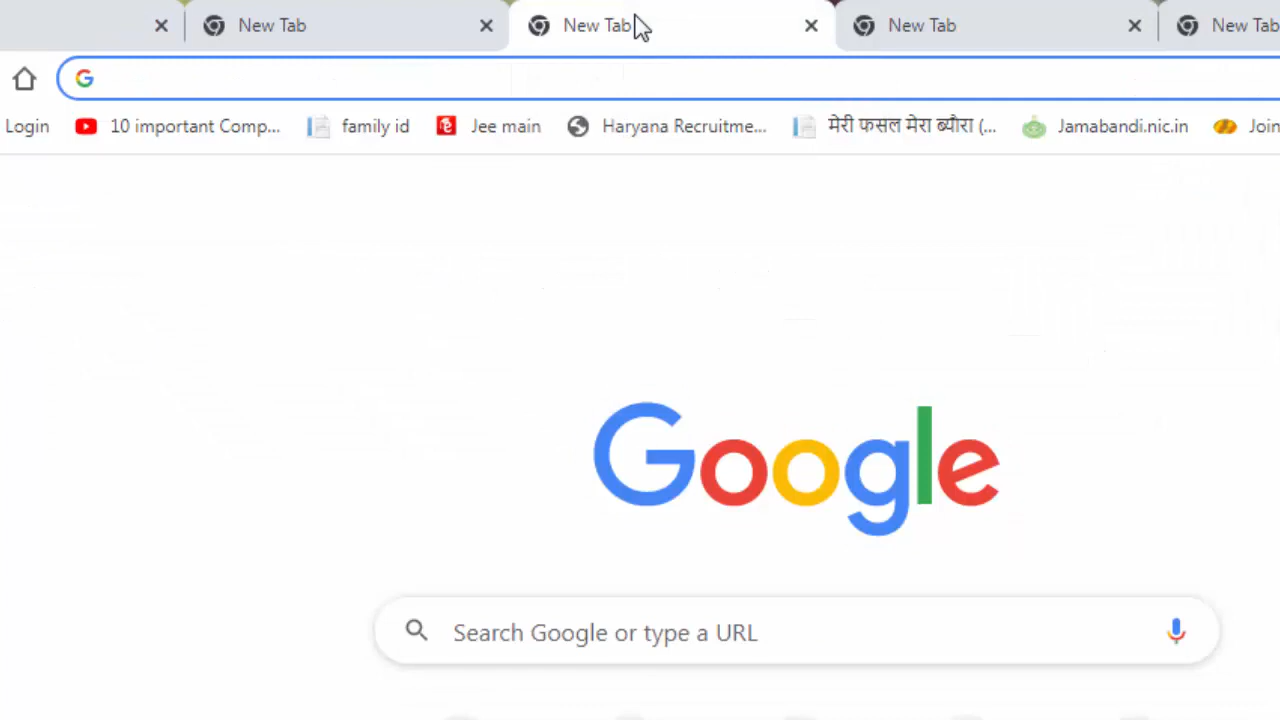 New Tab New Tab New Tab New Tab
Login 10 important Comp... family id Jee main Haryana Recruitme... मेरी फसल मेरा ब्यौरा (... Jamabandi.nic.in Join
Google
Search Google or type a URL